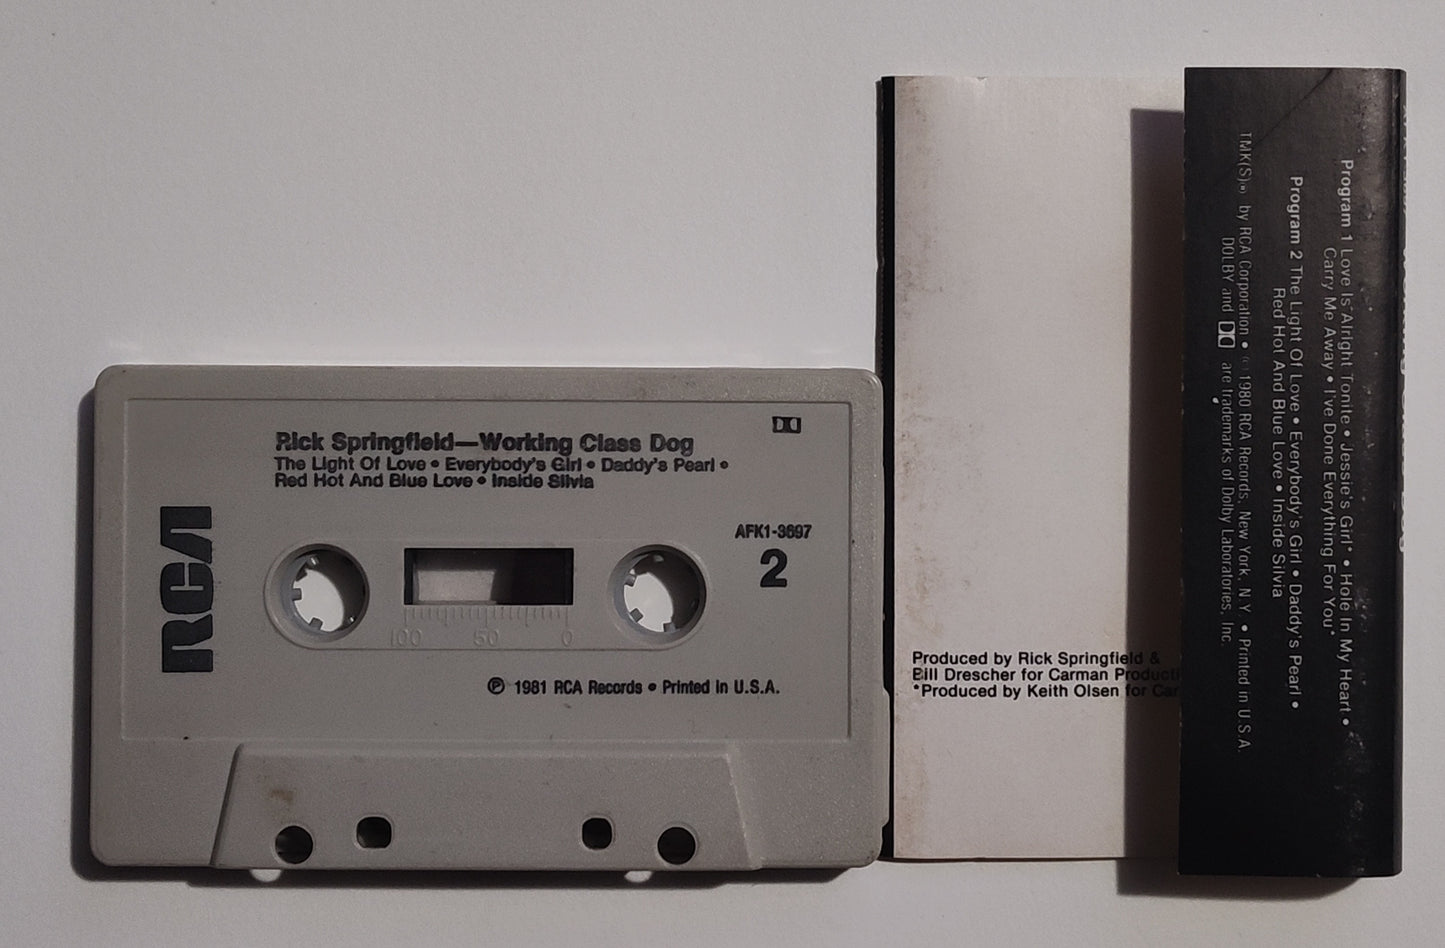 Rick Springfield—Working Class Dog
The Light Of Love • Everybody's Girl • Daddy's Pearl •
Red Hot And Blue Love • Inside Silvia
RCA
AFK1-3697
2
100 50 0
Ⓟ 1981 RCA Records • Printed in U.S.A.
Produced by Rick Springfield &
Bill Drescher for Carman Producti
*Produced by Keith Olsen for Car
Program 1 Love Is Alright Tonite • Jessie's Girl* • Hole In My Heart •
Carry Me Away • I've Done Everything For You*
Program 2 The Light Of Love • Everybody's Girl • Daddy's Pearl •
Red Hot And Blue Love • Inside Silvia
TMK(S)® by RCA Corporation • © 1980 RCA Records, New York, N.Y. • Printed in U.S.A.
DOLBY and are trademarks of Dolby Laboratories, Inc.